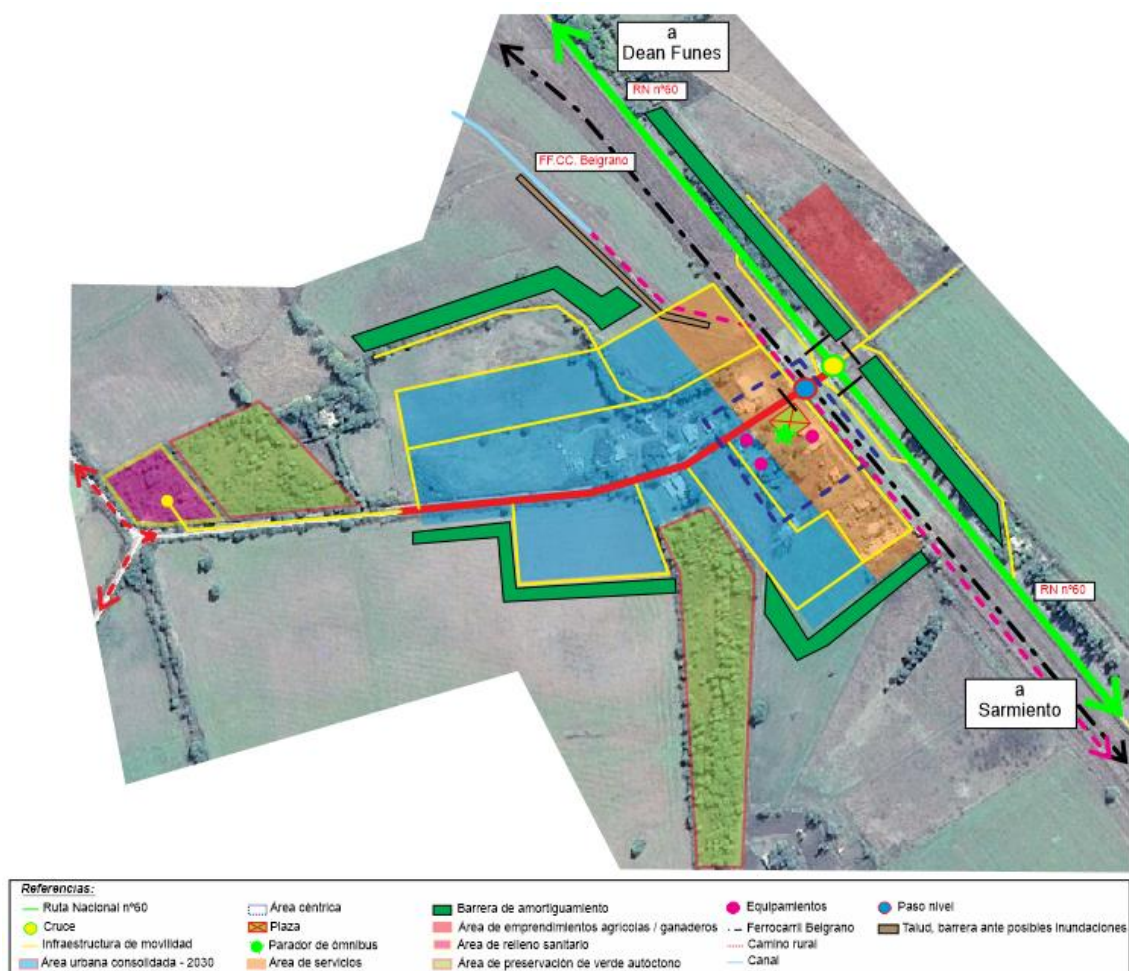 a
Dean Funes
RN nº60
FF.CC. Belgrano
RN nº60
a
Sarmiento
Referencias:
Ruta Nacional nº60
Cruce
Infraestructura de movilidad
Área urbana consolidada - 2030
Área céntrica
Plaza
Parador de ómnibus
Área de servicios
Barrera de amortiguamiento
Área de emprendimientos agrícolas / ganaderos
Área de relleno sanitario
Área de preservación de verde autóctono
Equipamientos
Ferrocarril Belgrano
Camino rural
Canal
Paso nivel
Talud, barrera ante posibles inundaciones